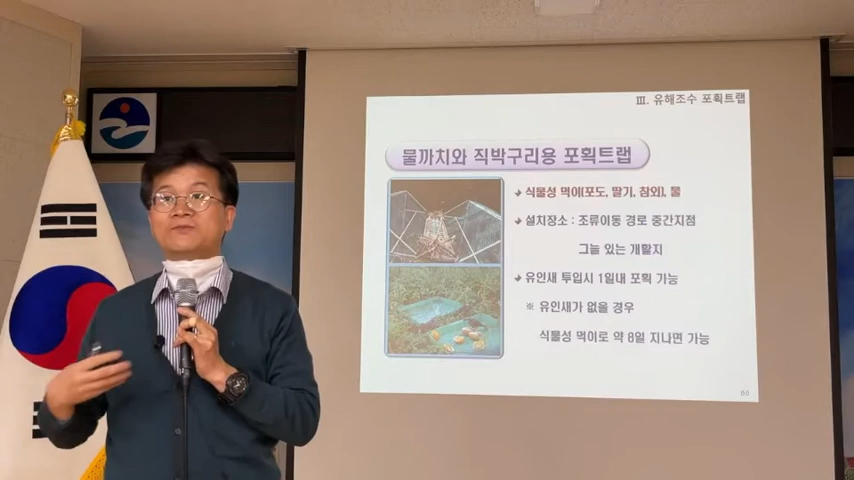 Ⅲ. 유해조수 포획트랩
물까치와 직박구리용 포획트랩
식물성 먹이(포도, 딸기, 참외), 물
설치장소 : 조류이동 경로 중간지점
그늘 있는 개활지
유인새 투입시 1일내 포획 가능
※ 유인새가 없을 경우
식물성 먹이로 약 8일 지나면 가능